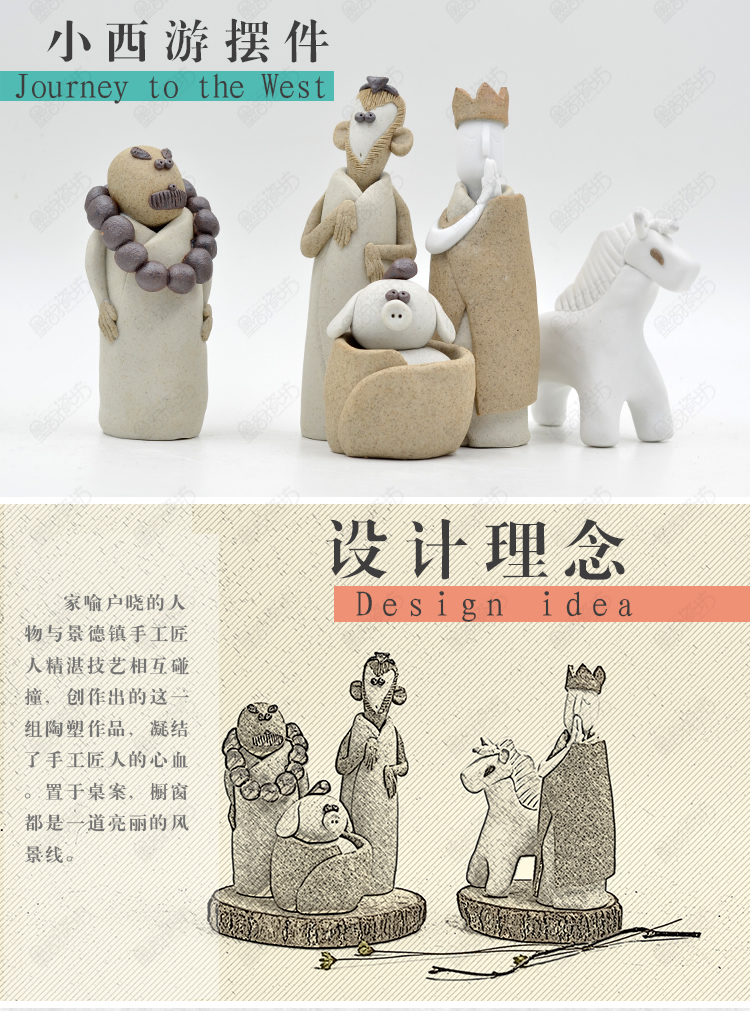 小西游摆件
Journey to the West
设计理念
Design idea
家喻户晓的人
物与景德镇手工匠
人精湛技艺相互碰
撞，创作出的这一
组陶塑作品，凝结
了手工匠人的心血
。置于桌案，橱窗
都是一道亮丽的风
景线。